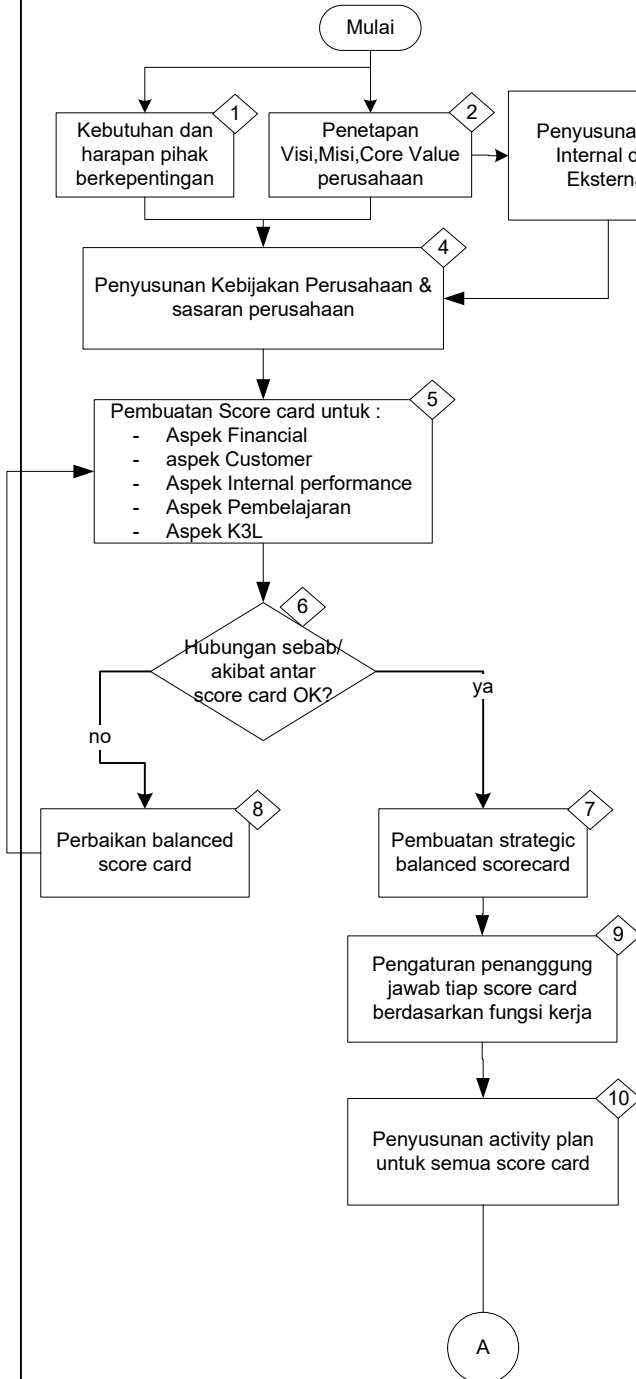 Mulai
1
Kebutuhan dan
harapan pihak
berkepentingan
2
Penetapan
Visi,Misi,Core Value
perusahaan
Internal
4
Penyusunan Kebijakan Perusahaan &
sasaran perusahaan
5
Pembuatan Score card untuk :
- Aspek Financial
- aspek Customer
- Aspek Internal performance
- Aspek Pembelajaran
- Aspek K3L
6
Hubungan sebab/
akibat antar
score card OK?
no
ya
8
Perbaikan balanced
score card
7
Pembuatan strategic
balanced scorecard
9
Pengaturan penanggung
jawab tiap score card
berdasarkan fungsi kerja
10
Penyusunan activity plan
untuk semua score card
A